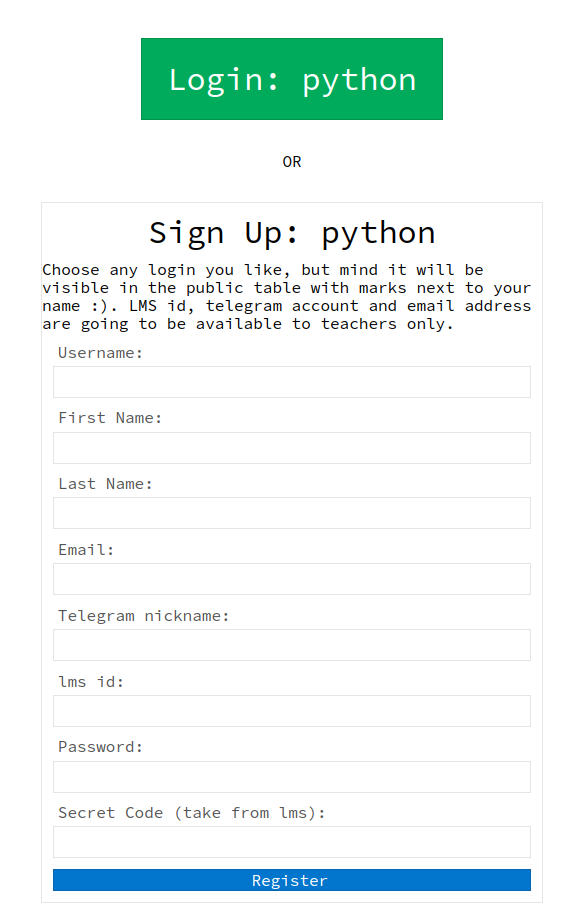 Login: python
OR
Sign Up: python
Choose any login you like, but mind it will be
visible in the public table with marks next to your
name :). LMS id, telegram account and email address
are going to be available to teachers only.
Username:
First Name:
Last Name:
Email:
Telegram nickname:
lms id:
Password:
Secret Code (take from lms):
Register